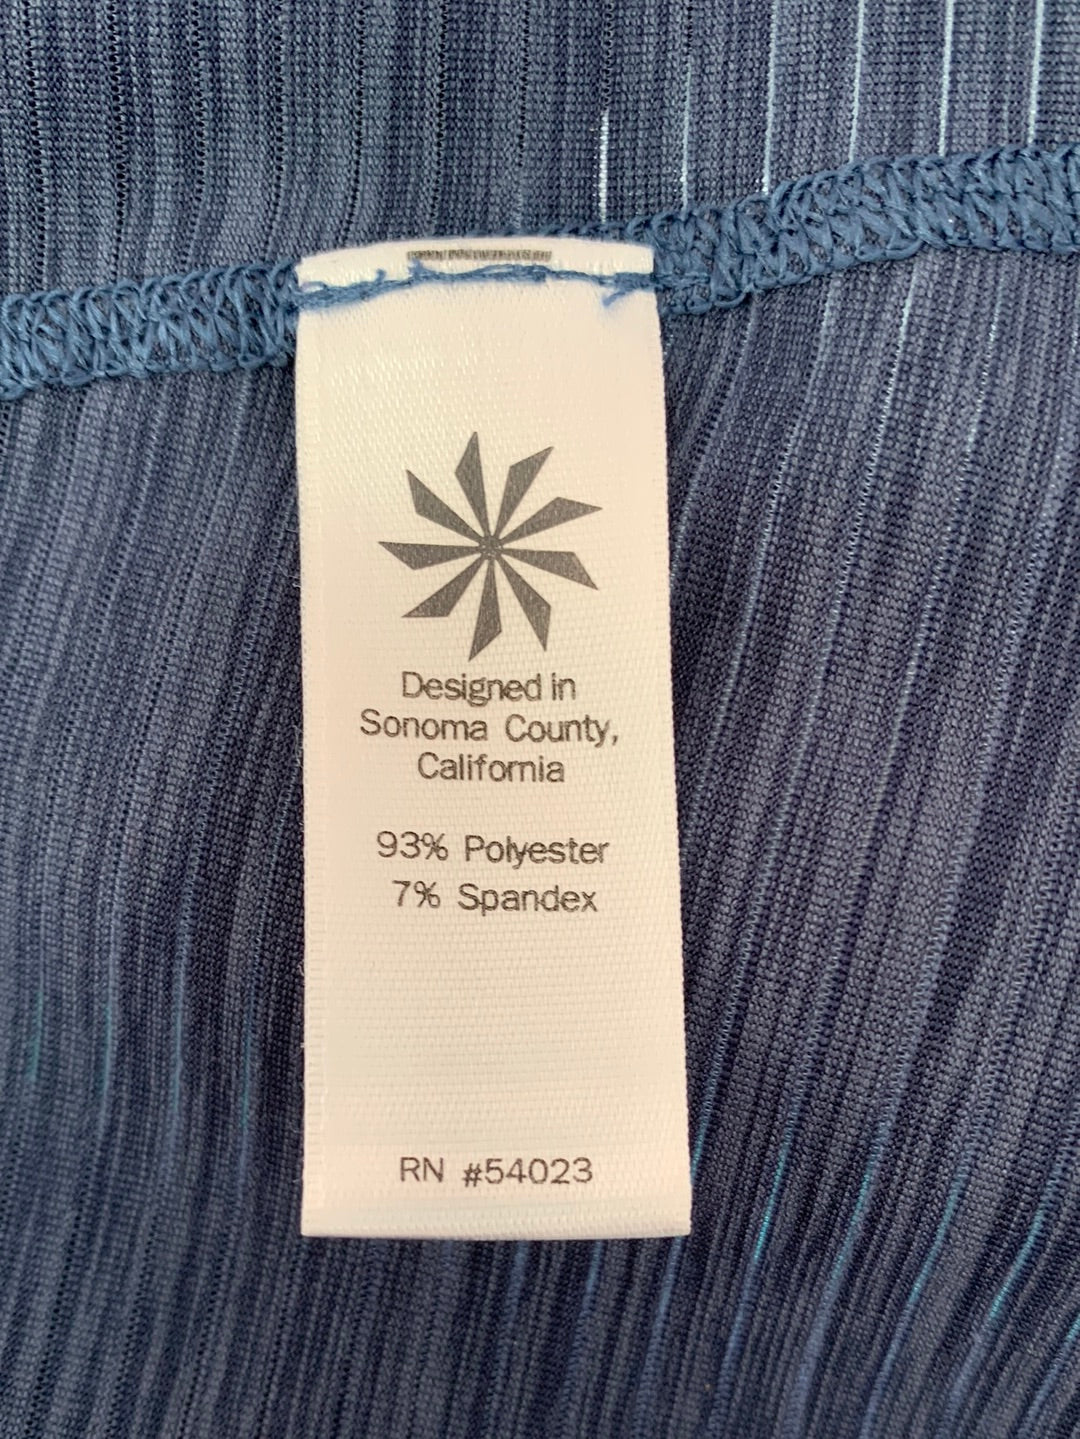 Designed in
Sonoma County,
California
93% Polyester
7% Spandex
RN #54023